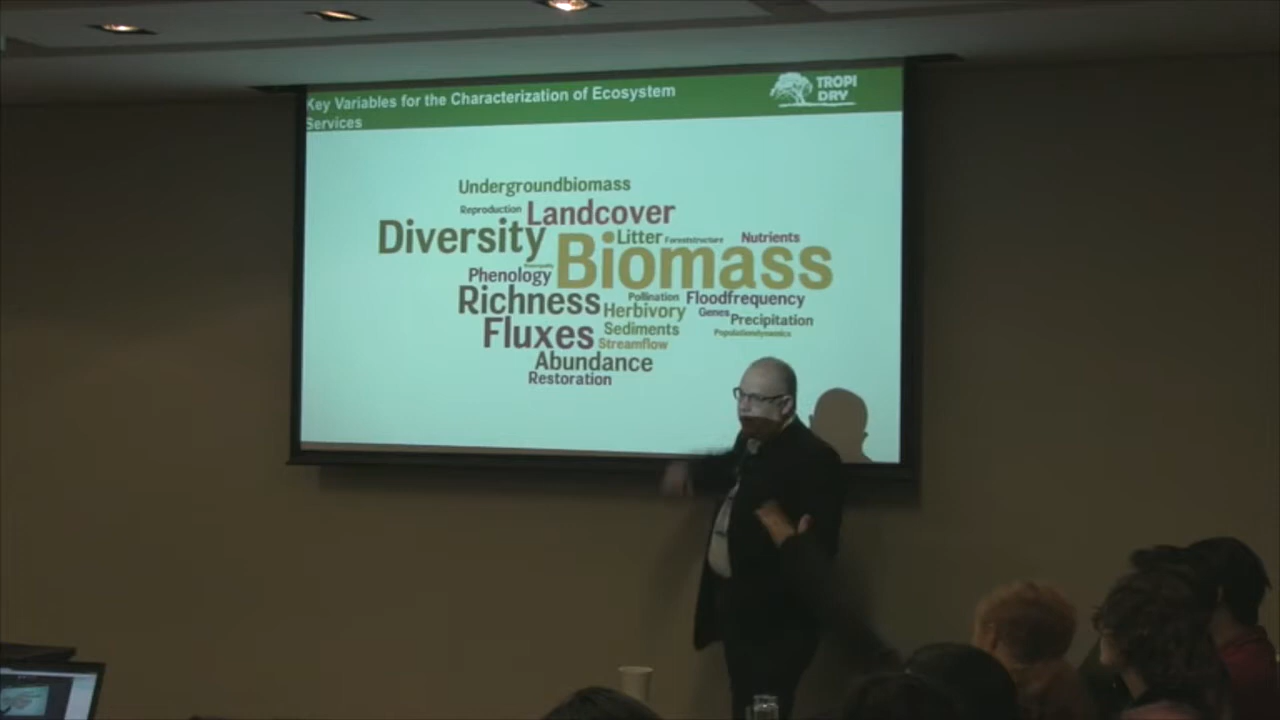 Key Variables for the Characterization of Ecosystem
Services
TROPI
DRY
Undergroundbiomass
Reproduction Landcover
Diversity Litter Foreststructure Nutrients
Biomass
Phenology
Richness Pollination Floodfrequency
Herbivory Genes Precipitation
Fluxes Sediments Populationdynamics
Streamflow
Abundance
Restoration